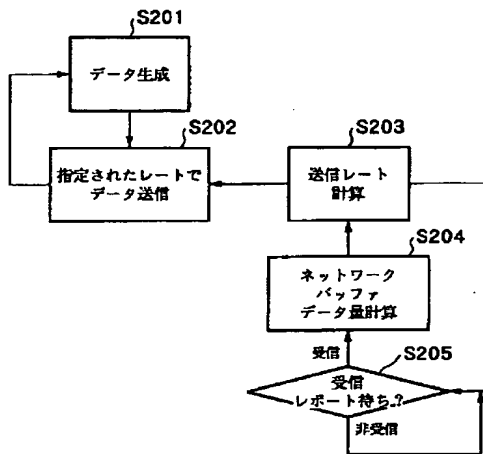 S201
データ生成
S202
指定されたレートで
データ送信
S203
送信レート
計算
S204
ネットワーク
バッファ
データ量計算
受信
S205
受信
レポート待ち?
非受信